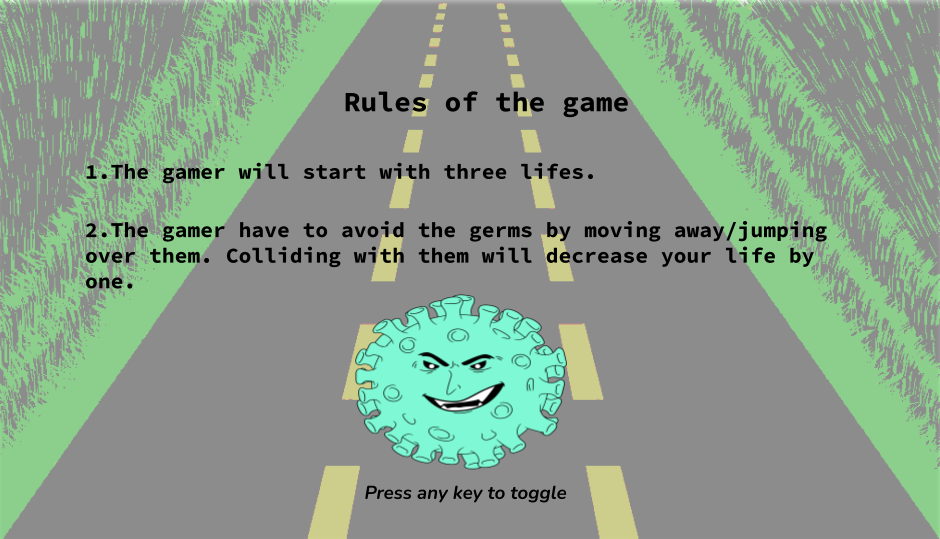 Rules of the game
1.The gamer will start with three lifes.
2.The gamer have to avoid the germs by moving away/jumping
over them. Colliding with them will decrease your life by
one.
Press any key to toggle